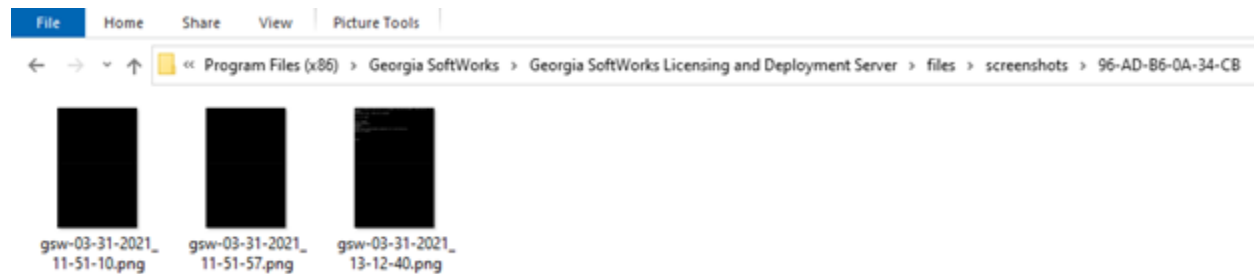 File Home Share View Picture Tools
« Program Files (x86) › Georgia SoftWorks › Georgia SoftWorks Licensing and Deployment Server › files › screenshots › 96-AD-B6-0A-34-CB
gsw-03-31-2021_
11-51-10.png
gsw-03-31-2021_
11-51-57.png
gsw-03-31-2021_
13-12-40.png